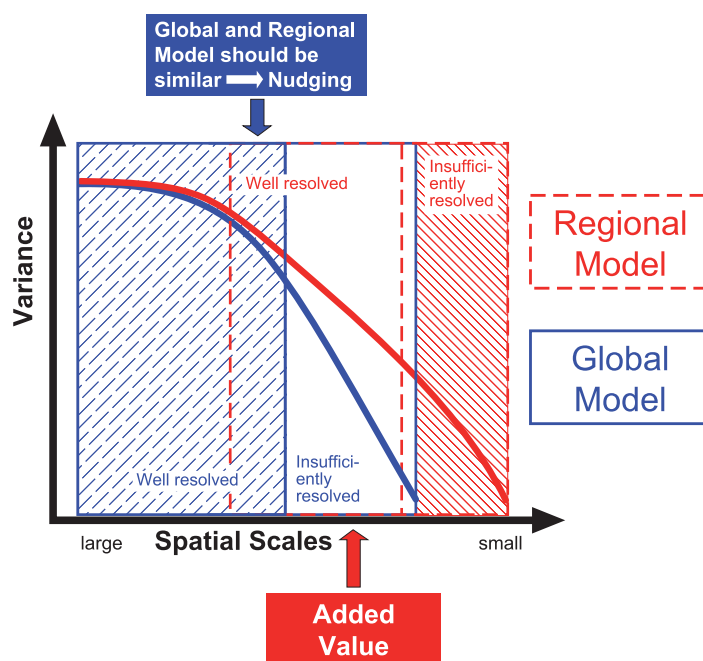 Global and Regional
Model should be
similar Nudging
Variance
Well resolved
Insuffici-
ently
resolved
Regional
Model
Global
Model
Well resolved
Insuffici-
ently
resolved
large
Spatial Scales
small
Added
Value